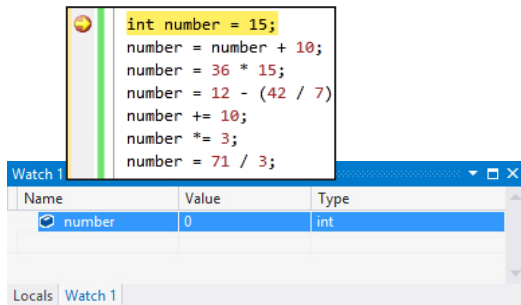 int number = 15;
number = number + 10;
number = 36 * 15;
number = 12 - (42 / 7)
number += 10;
number *= 3;
number = 71 / 3;
Watch 1
Name Value Type
number 0 int
Locals Watch 1